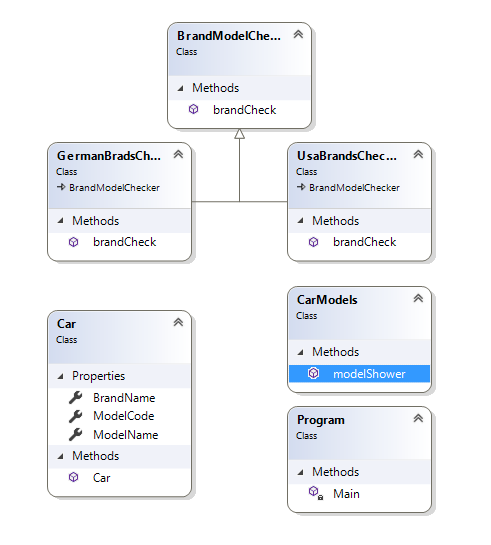 BrandModelChe...
Class
Methods
brandCheck
GermanBradsCh...
Class
BrandModelChecker
Methods
brandCheck
UsaBrandsChec...
Class
BrandModelChecker
Methods
brandCheck
Car
Class
Properties
BrandName
ModelCode
ModelName
Methods
Car
CarModels
Class
Methods
modelShower
Program
Class
Methods
Main